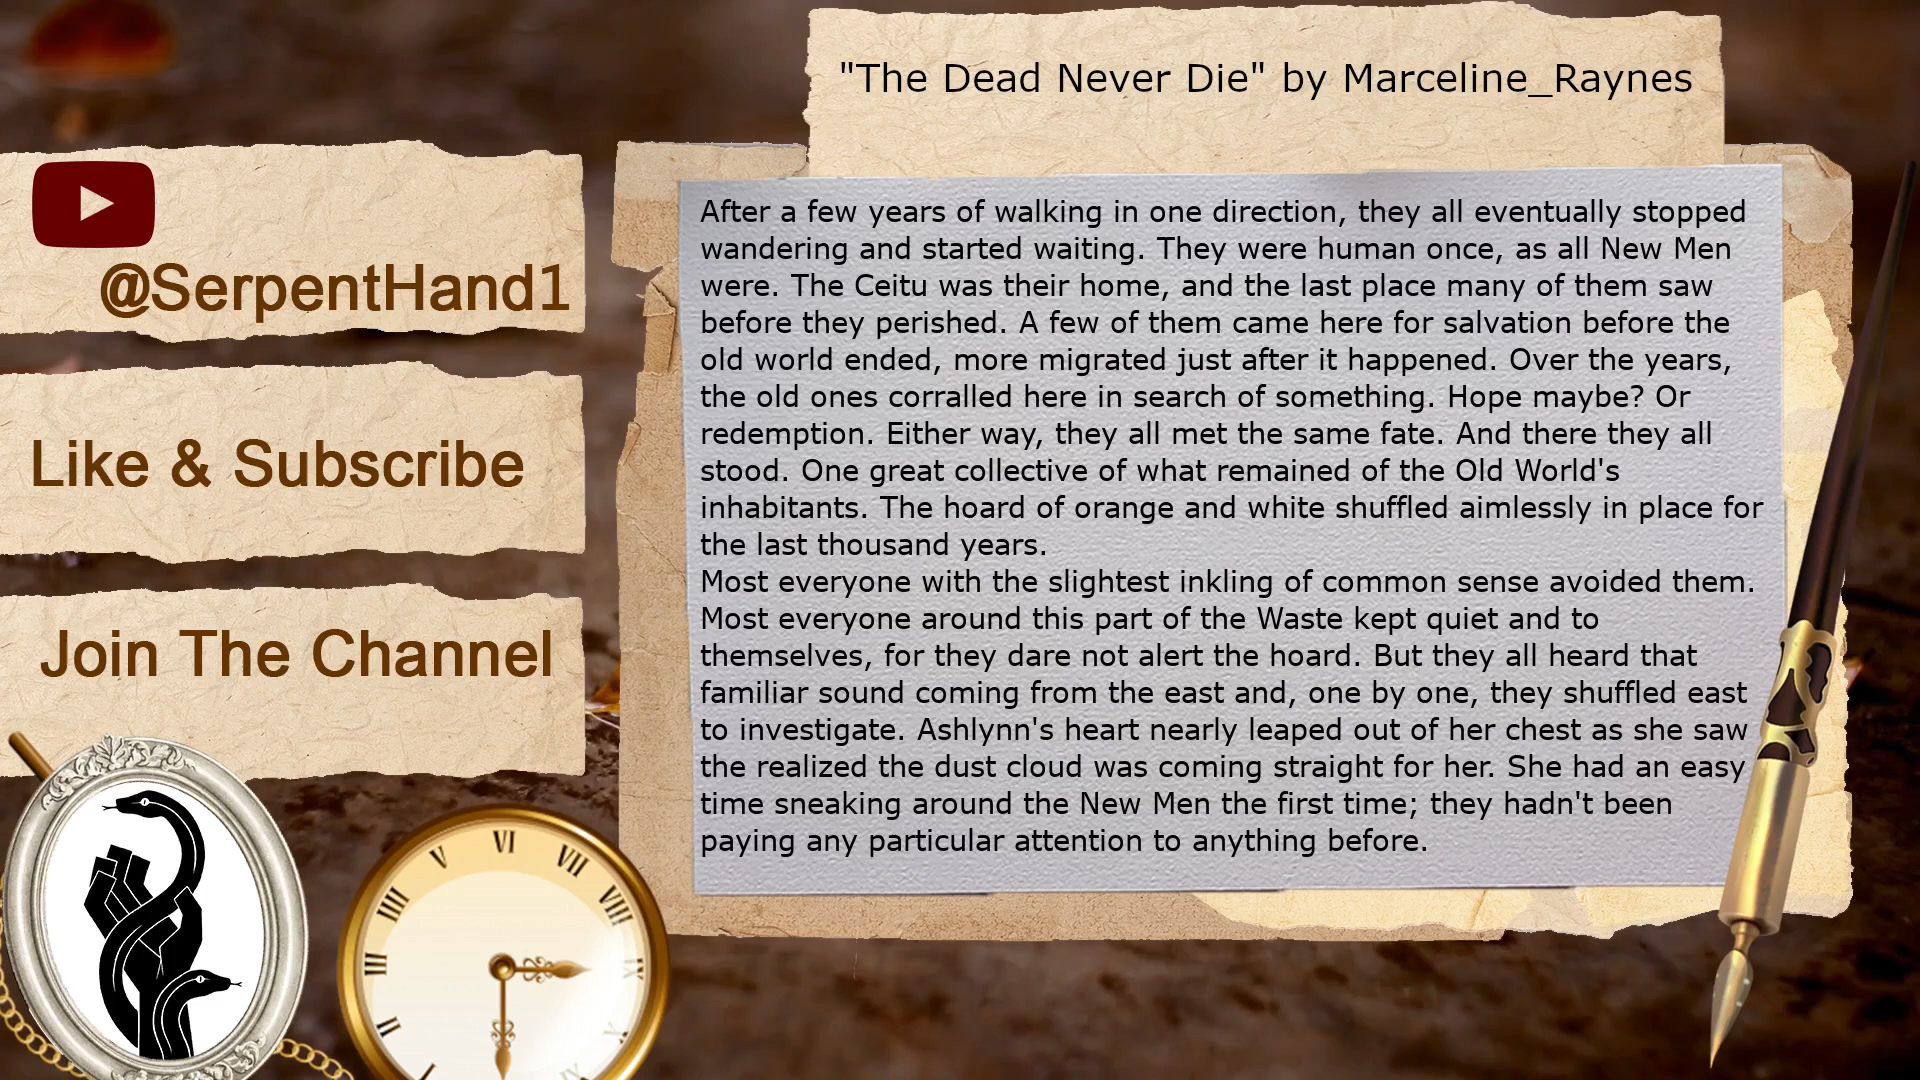 "The Dead Never Die" by Marceline_Raynes
@SerpentHand1
Like & Subscribe
Join The Channel
After a few years of walking in one direction, they all eventually stopped
wandering and started waiting. They were human once, as all New Men
were. The Ceitu was their home, and the last place many of them saw
before they perished. A few of them came here for salvation before the
old world ended, more migrated just after it happened. Over the years,
the old ones corralled here in search of something. Hope maybe? Or
redemption. Either way, they all met the same fate. And there they all
stood. One great collective of what remained of the Old World's
inhabitants. The hoard of orange and white shuffled aimlessly in place for
the last thousand years.
Most everyone with the slightest inkling of common sense avoided them.
Most everyone around this part of the Waste kept quiet and to
themselves, for they dare not alert the hoard. But they all heard that
familiar sound coming from the east and, one by one, they shuffled east
to investigate. Ashlynn's heart nearly leaped out of her chest as she saw
the realized the dust cloud was coming straight for her. She had an easy
time sneaking around the New Men the first time; they hadn't been
paying any particular attention to anything before.
II
III
IIII
V
VI
VII
VIII
IX
X